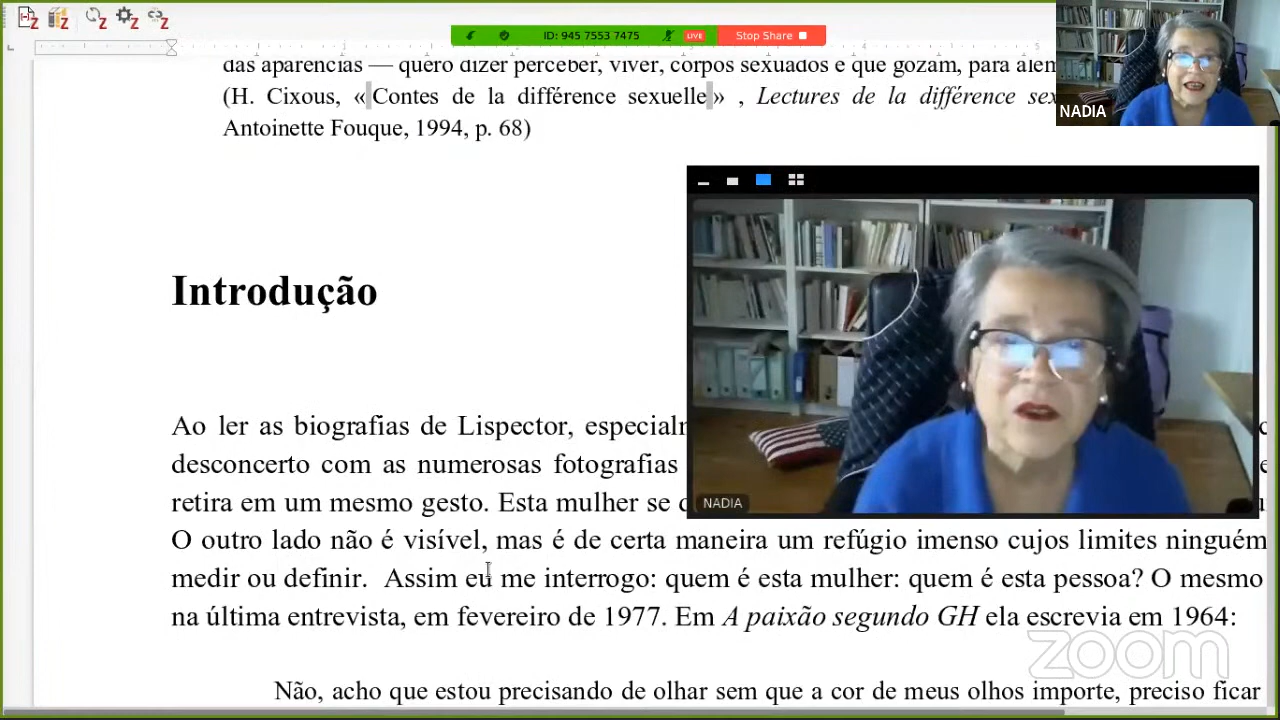 ID: 945 7553 7475
LIVE
Stop Share
das aparências — quero dizer perceber, viver, corpos sexuados e que gozam, para além
(H. Cixous, «Contes de la différence sexuelle» , Lectures de la différence
Antoinette Fouque, 1994, p. 68)
NADIA
Introdução
NADIA
Ao ler as biografias de Lispector,
desconcerto com as numerosas fotografias
retira em um mesmo gesto. Esta mulher se
O outro lado não é visível, mas é de certa maneira um refúgio imenso cujos limites ninguém
medir ou definir. Assim eu me interrogo: quem é esta mulher: quem é esta pessoa? O mesmo
na última entrevista, em fevereiro de 1977. Em A paixão segundo GH ela escrevia em 1964:
zoom
Não, acho que estou precisando de olhar sem que a cor de meus olhos importe, preciso ficar